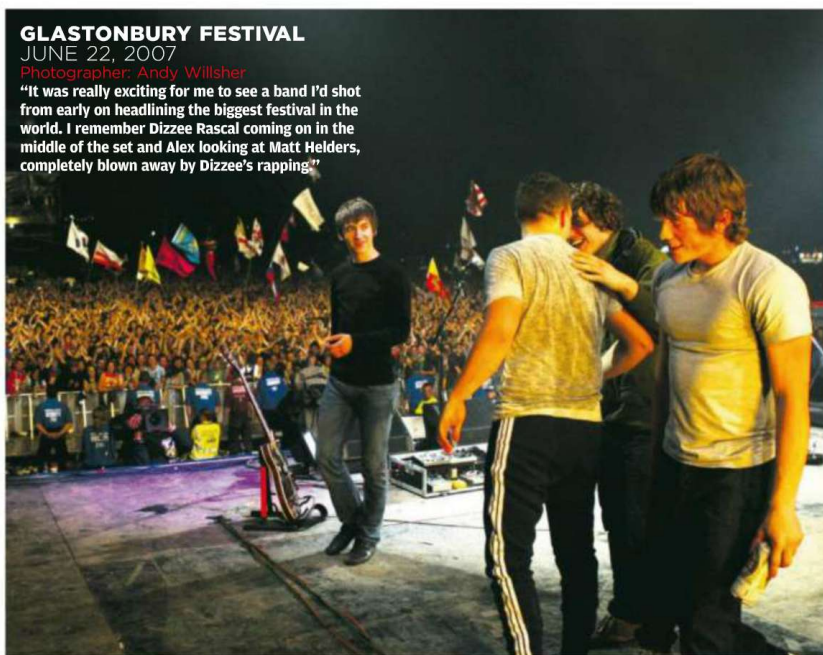 GLASTONBURY FESTIVAL
JUNE 22, 2007
Photographer: Andy Willsher
“It was really exciting for me to see a band I’d shot
from early on headlining the biggest festival in the
world. I remember Dizzee Rascal coming on in the
middle of the set and Alex looking at Matt Helders,
completely blown away by Dizzee’s rapping.”